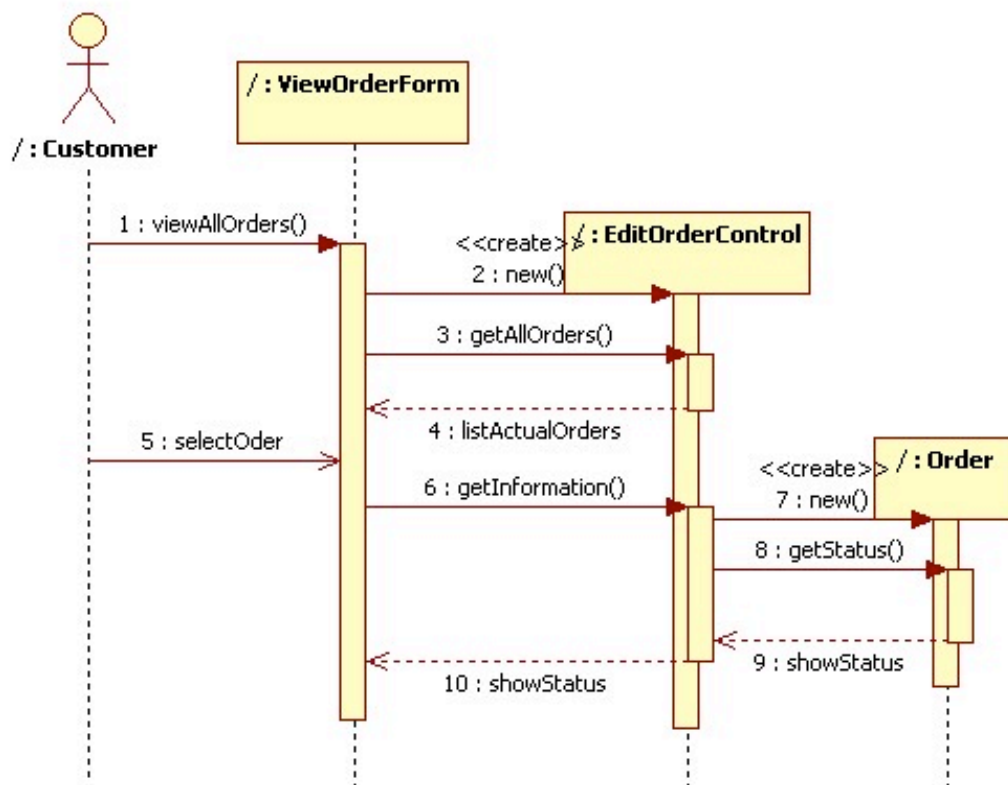 / : Customer
/ : ViewOrderForm
1 : viewAllOrders()
<<create>>
/ : EditOrderControl
2 : new()
3 : getAllOrders()
4 : listActualOrders
5 : selectOder
6 : getInformation()
<<create>>
/ : Order
7 : new()
8 : getStatus()
9 : showStatus
10 : showStatus